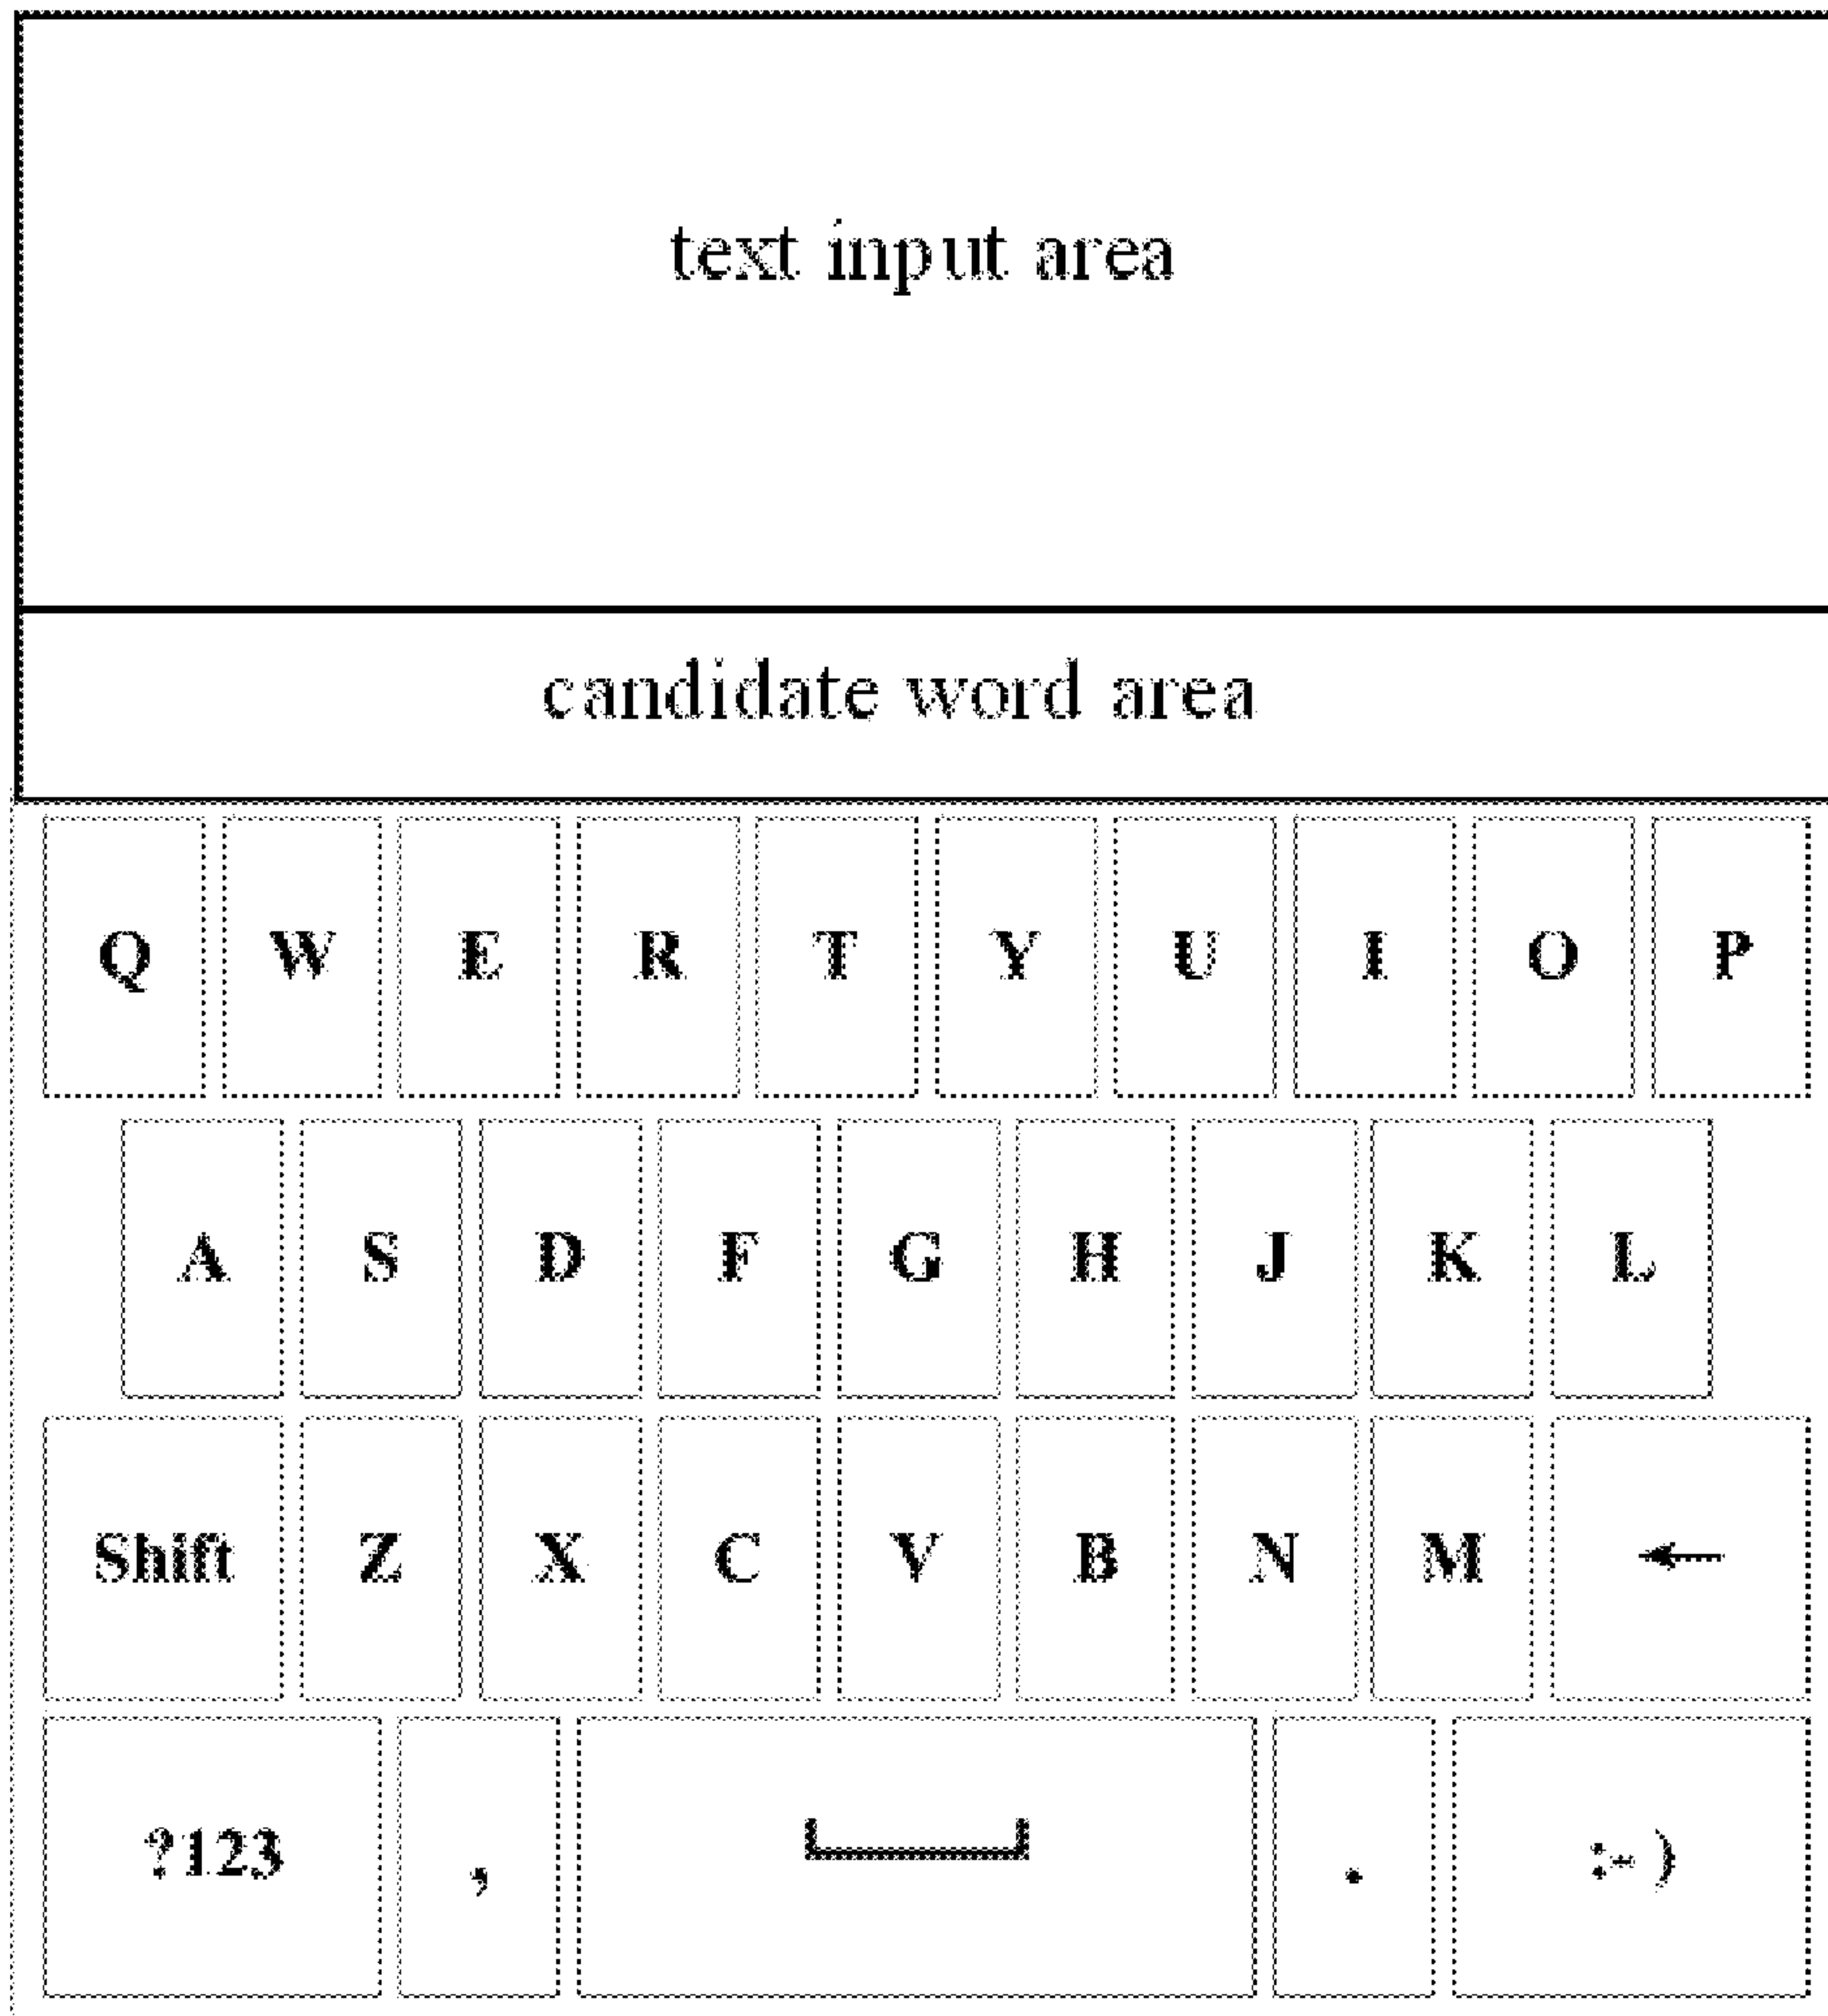 text input area
candidate word area
Q W E R T Y U I O P
A S D F G H J K L
Shift Z X C V B N M ←
?123 , . :-)